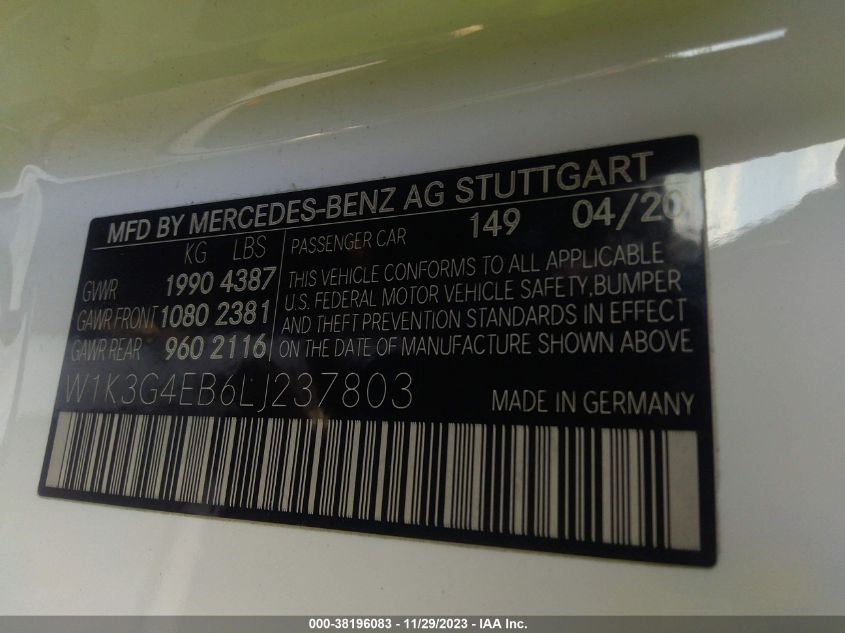 MFD BY MERCEDES-BENZ AG STUTTGART
KG LBS PASSENGER CAR 149 04/20
GVWR 1990 4387 THIS VEHICLE CONFORMS TO ALL APPLICABLE
U.S. FEDERAL MOTOR VEHICLE SAFETY, BUMPER
GAWR FRONT 1080 2381 AND THEFT PREVENTION STANDARDS IN EFFECT
GAWR REAR 960 2116 ON THE DATE OF MANUFACTURE SHOWN ABOVE
W1K3G4EB6LJ237803 MADE IN GERMANY
000-38196083 - 11/29/2023 - IAA Inc.